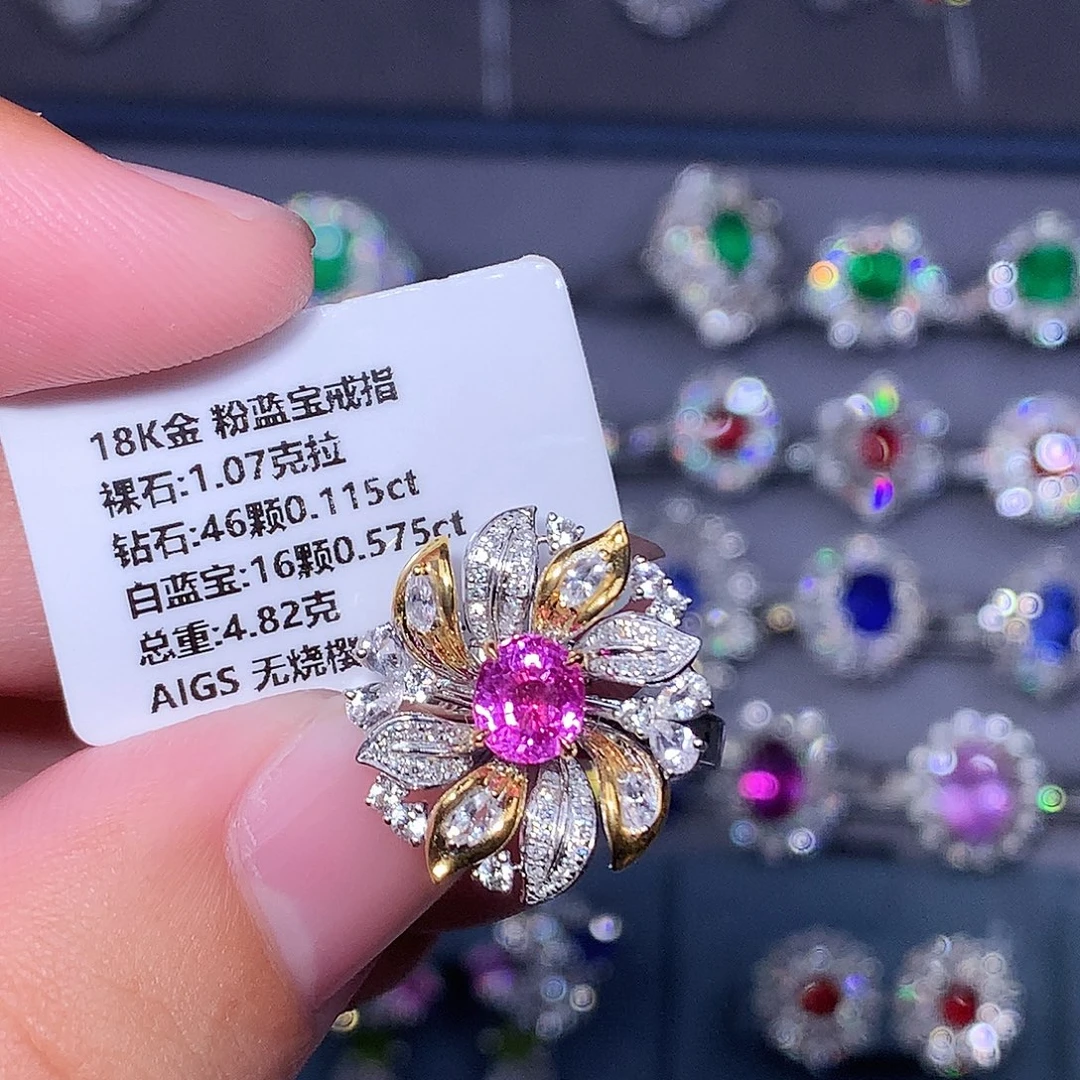 18K金 粉蓝宝戒指
裸石:1.07克拉
钻石:46颗0.115ct
白蓝宝:16颗0.575ct
总重:4.82克
AIGS 无烧